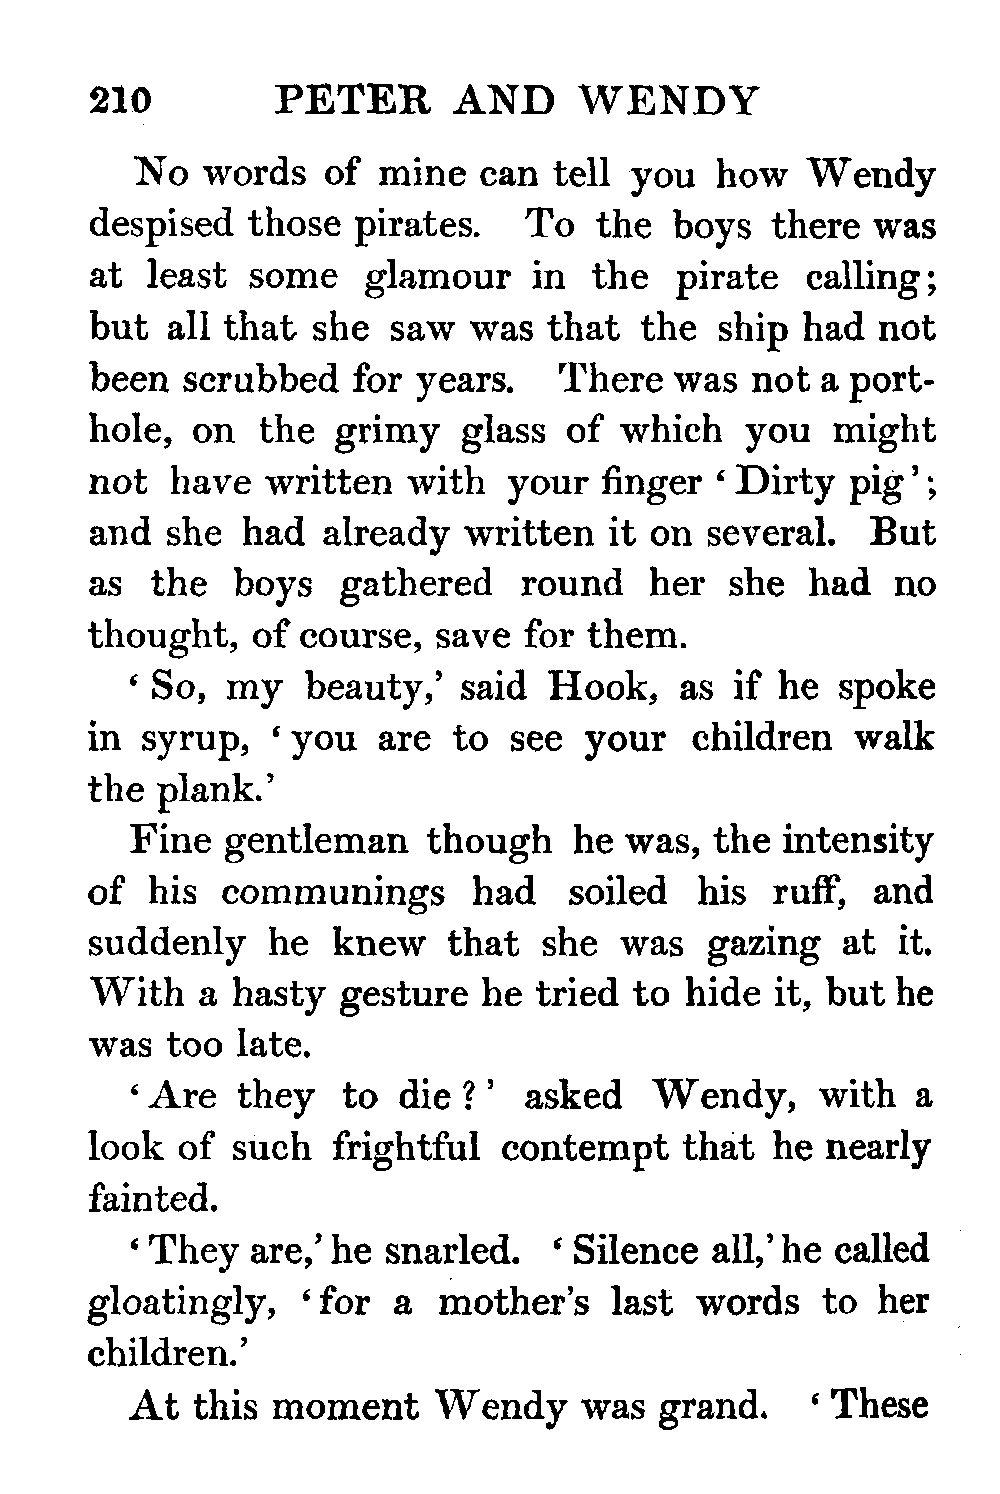 210 PETER AND WENDY
No words of mine can tell you how Wendy
despised those pirates. To the boys there was
at least some glamour in the pirate calling;
but all that she saw was that the ship had not
been scrubbed for years. There was not a port-
hole, on the grimy glass of which you might
not have written with your finger ‘ Dirty pig ’ ;
and she had already written it on several. But
as the boys gathered round her she had no
thought, of course, save for them.
‘ So, my beauty,’ said Hook, as if he spoke
in syrup, ‘ you are to see your children walk
the plank.’
Fine gentleman though he was, the intensity
of his communings had soiled his ruff, and
suddenly he knew that she was gazing at it.
With a hasty gesture he tried to hide it, but he
was too late.
‘ Are they to die ? ’ asked Wendy, with a
look of such frightful contempt that he nearly
fainted.
‘ They are,’ he snarled. ‘ Silence all,’ he called
gloatingly, ‘ for a mother’s last words to her
children.’
At this moment Wendy was grand. ‘ These